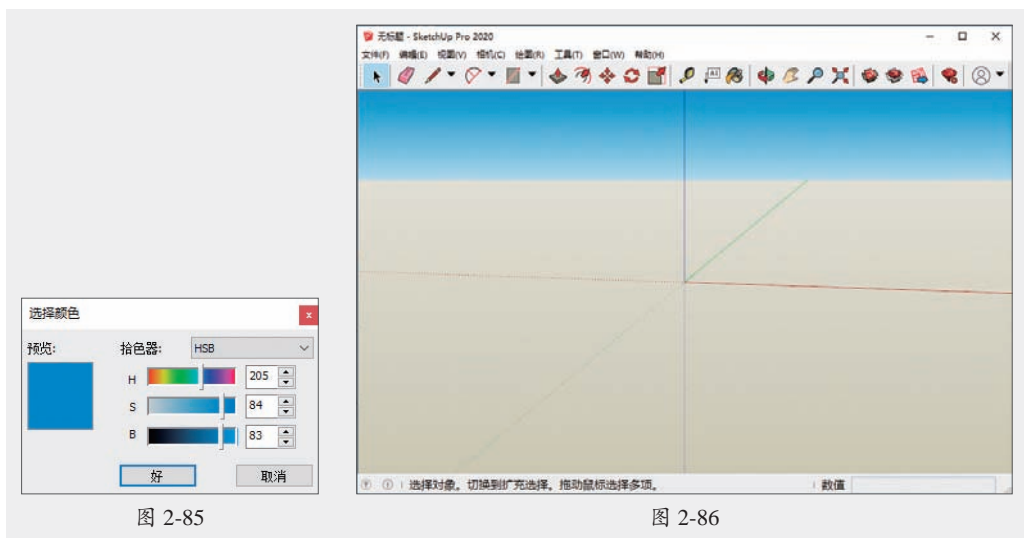 无标题 - SketchUp Pro 2020
文件(F) 编辑(E) 视图(V) 相机(C) 绘图(R) 工具(T) 窗口(W) 帮助(H)
选择颜色
预览:
拾色器:
HSB
H
205
S
84
B
83
好
取消
选择对象。切换到扩充选择。拖动鼠标选择多项。
数值
图 2-85
图 2-86